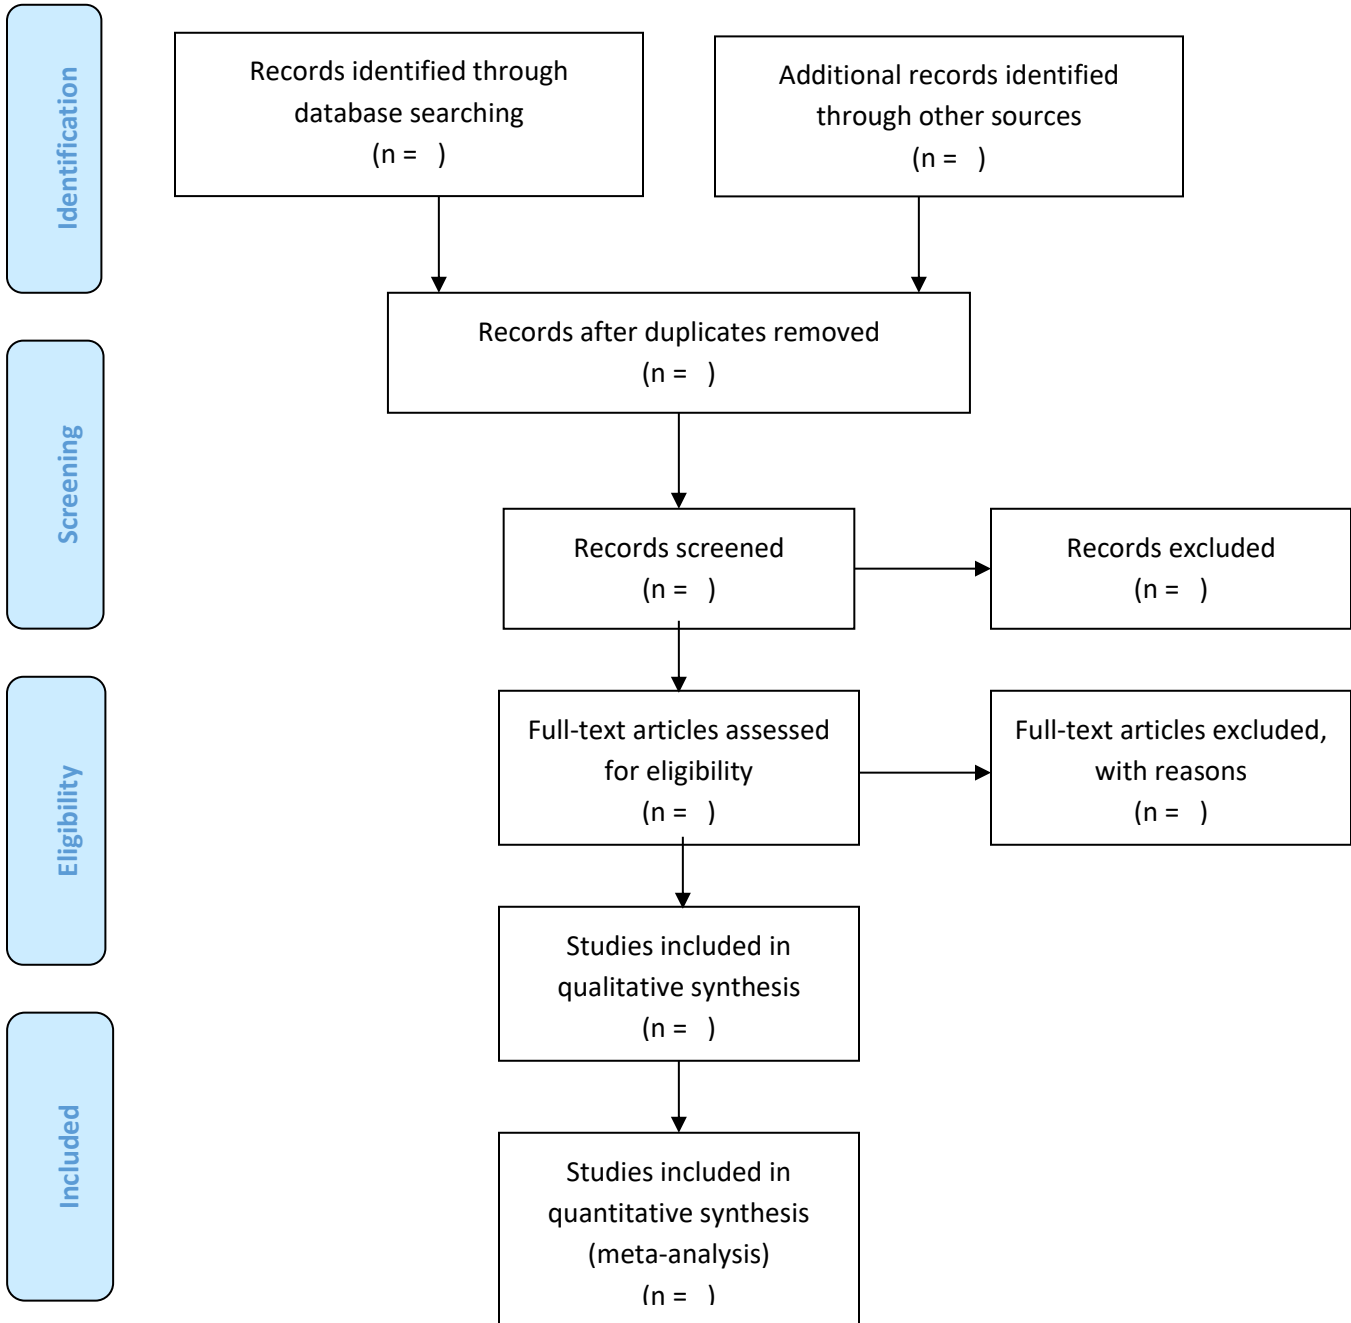 Identification
Records identified through
database searching
(n =   )
Additional records identified
through other sources
(n =   )
Records after duplicates removed
(n =   )
Screening
Records screened
(n =   )
Records excluded
(n =   )
Eligibility
Full-text articles assessed
for eligibility
(n =   )
Full-text articles excluded,
with reasons
(n =   )
Studies included in
qualitative synthesis
(n =   )
Included
Studies included in
quantitative synthesis
(meta-analysis)
(n =   )